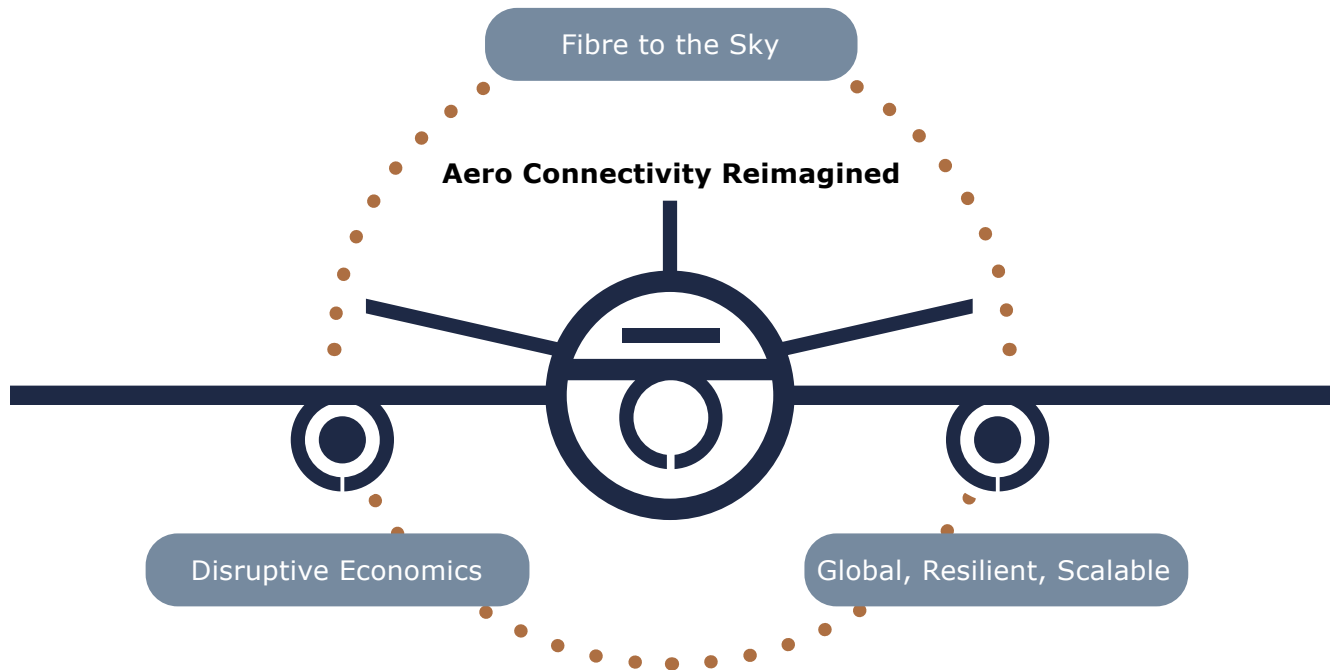 Fibre to the Sky
Aero Connectivity Reimagined
Disruptive Economics
Global, Resilient, Scalable